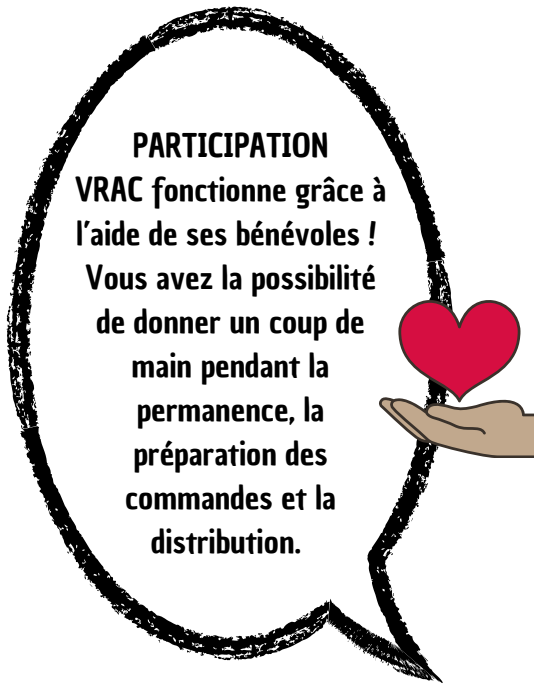 PARTICIPATION
VRAC fonctionne grâce à
l'aide de ses bénévoles !
Vous avez la possibilité
de donner un coup de
main pendant la
permanence, la
préparation des
commandes et la
distribution.